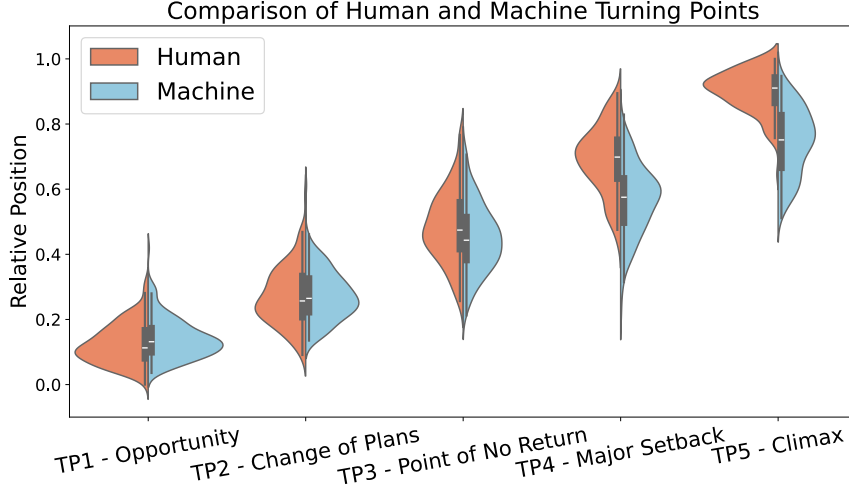 Comparison of Human and Machine Turning Points
Human
Machine
Relative Position
1.0
0.8
0.6
0.4
0.2
0.0
TP1 - Opportunity
TP2 - Change of Plans
TP3 - Point of No Return
TP4 - Major Setback
TP5 - Climax